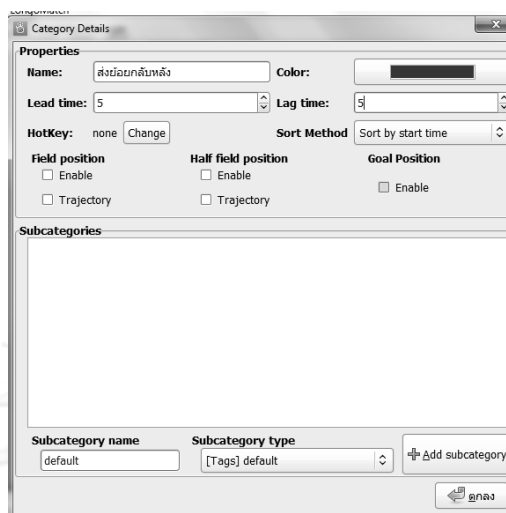 LongoMatch
Category Details
Properties
Name: ส่งย้อยกลับหลัง Color:
Lead time: 5 Lag time: 5
HotKey: none Change Sort Method Sort by start time
Field position Half field position Goal Position
Enable Enable Enable
Trajectory Trajectory
Subcategories
Subcategory name Subcategory type
default [Tags] default Add subcategory
ตกลง